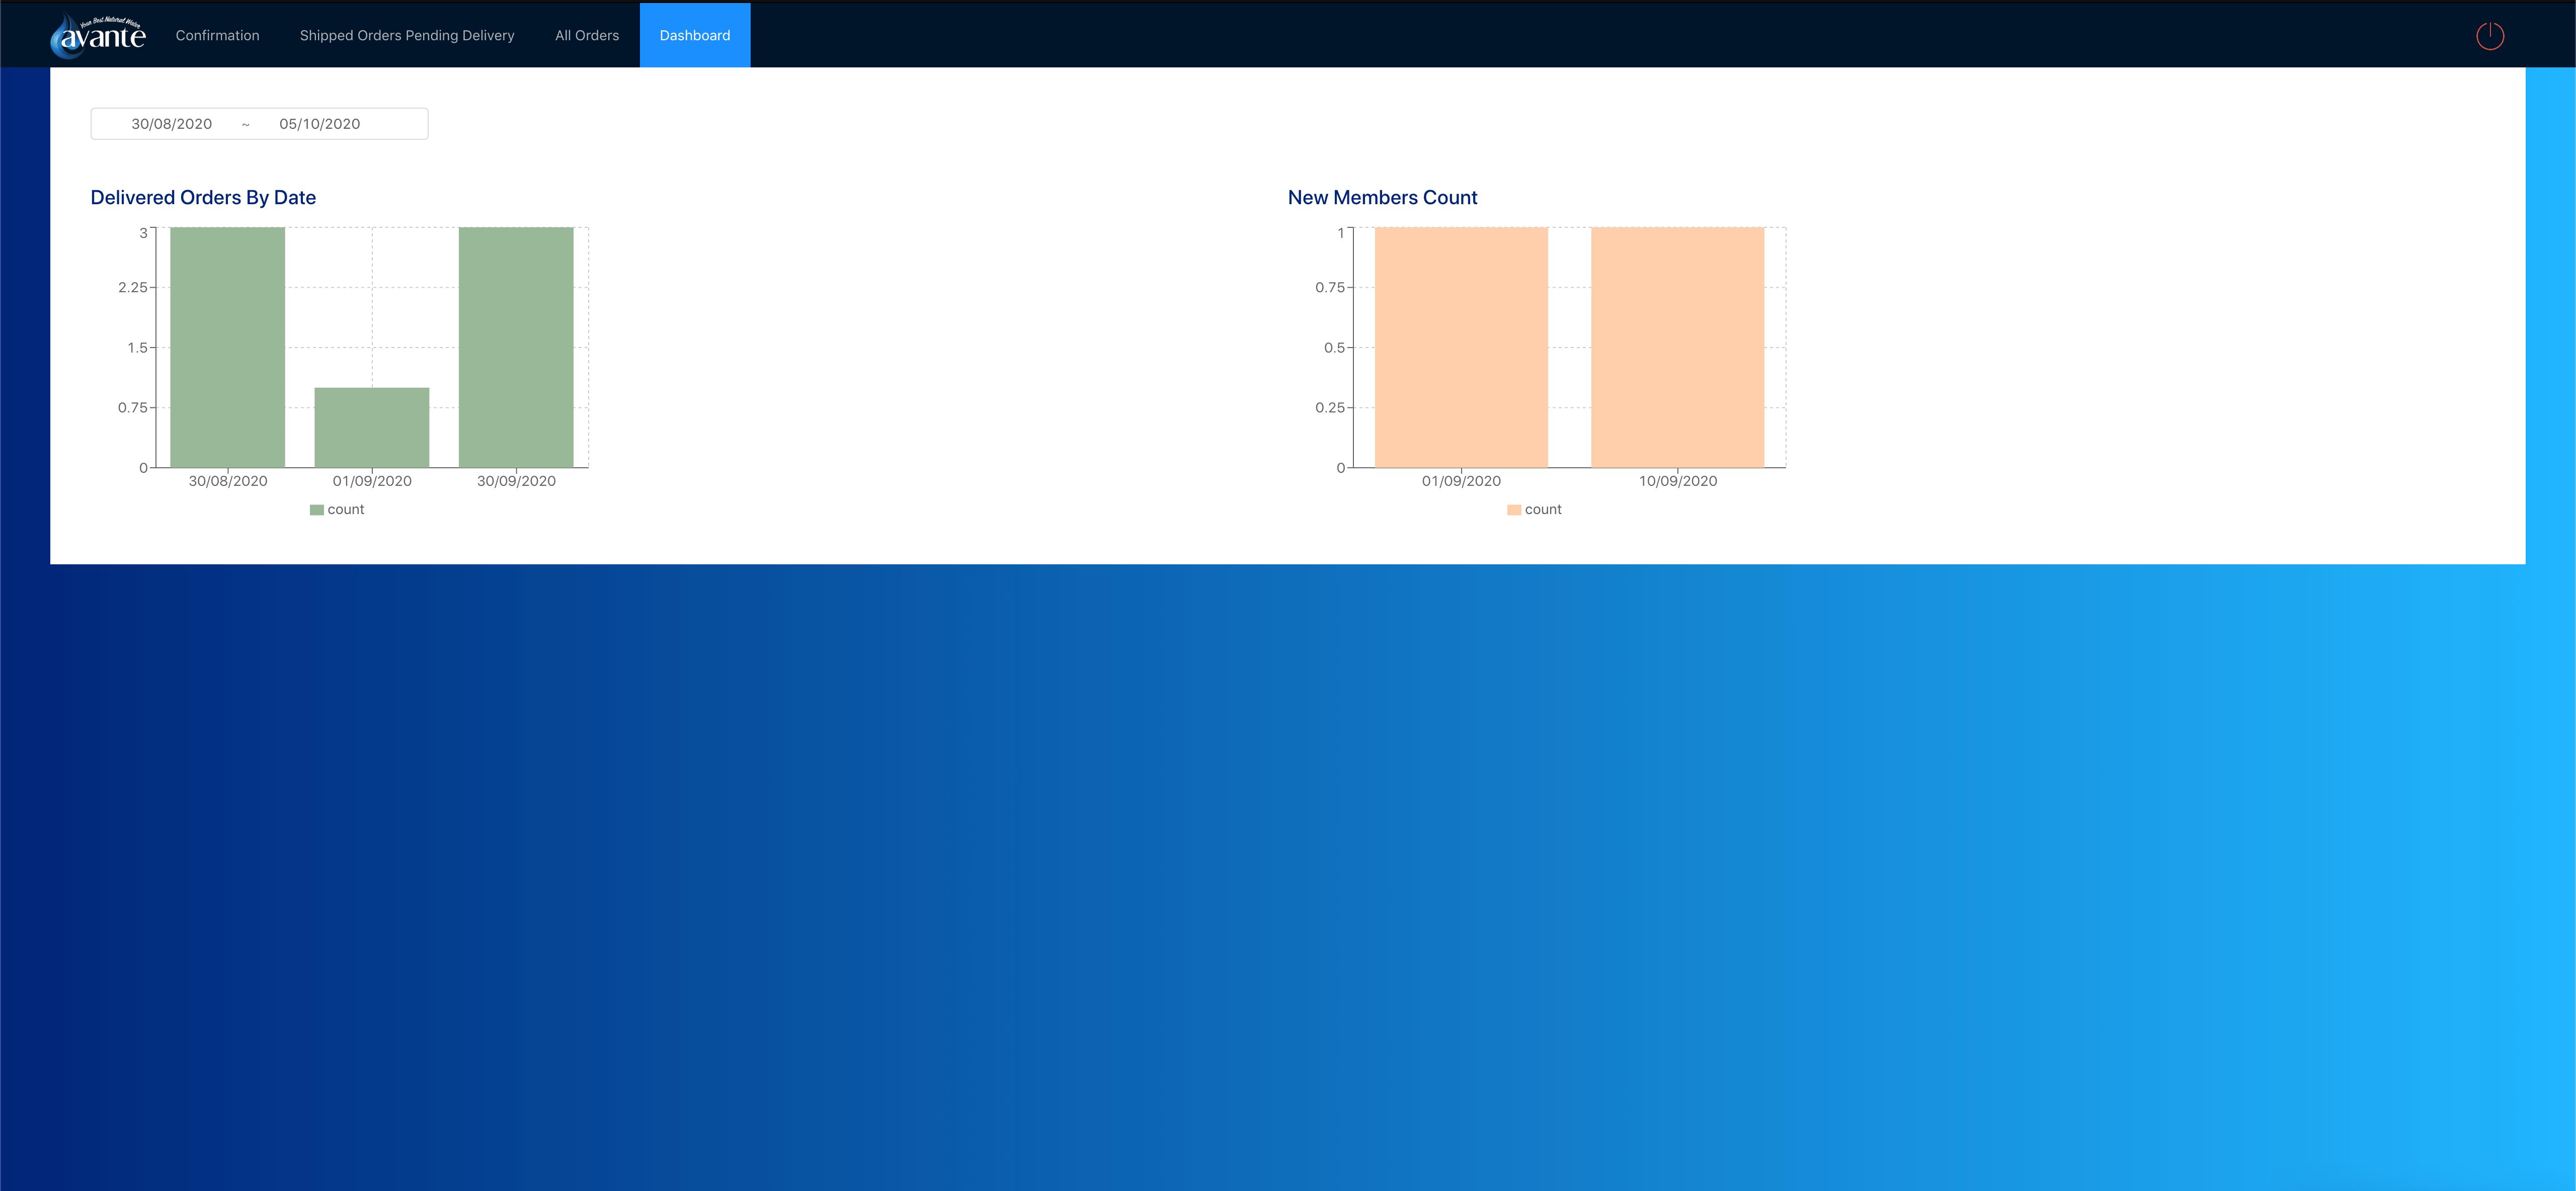 Your Best Natural Water
avante
Confirmation
Shipped Orders Pending Delivery
All Orders
Dashboard
30/08/2020 ~ 05/10/2020
Delivered Orders By Date
3
2.25
1.5
0.75
0
30/08/2020 01/09/2020 30/09/2020
count
New Members Count
1
0.75
0.5
0.25
0
01/09/2020 10/09/2020
count